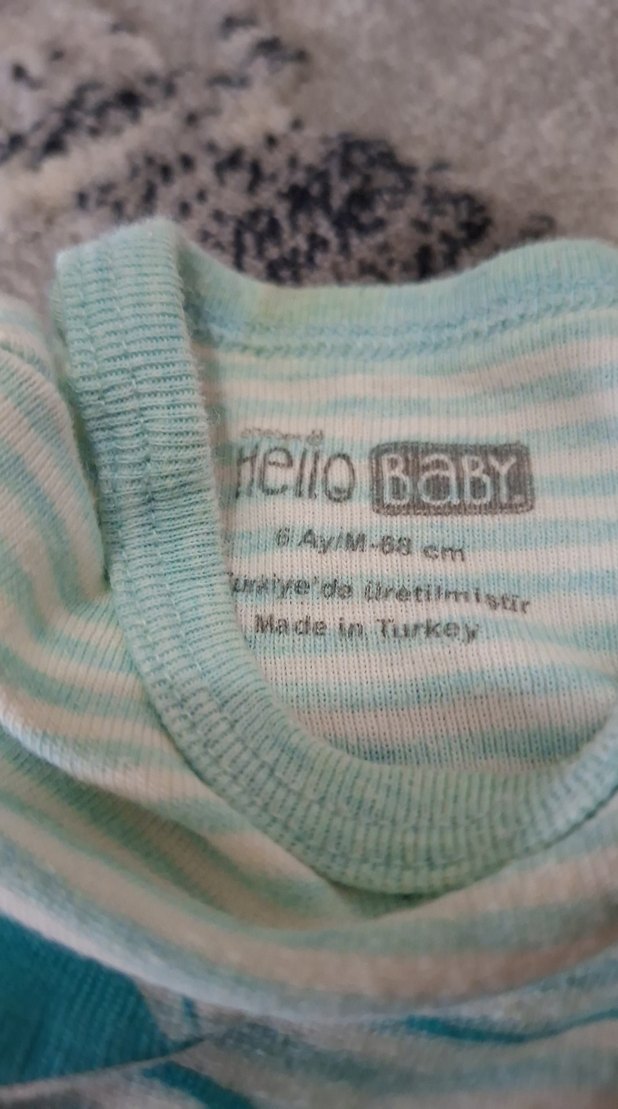 Hello BABY
6 Ay/M-68 cm
Türkiye'de Üretilmiştir
Made in Turkey